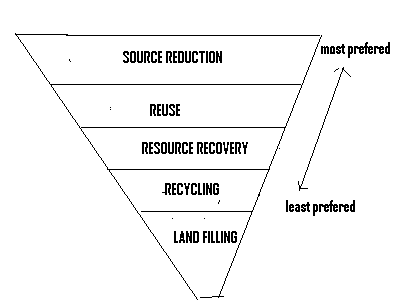 most prefered
SOURCE REDUCTION
REUSE
RESOURCE RECOVERY
RECYCLING
least prefered
LAND FILLING